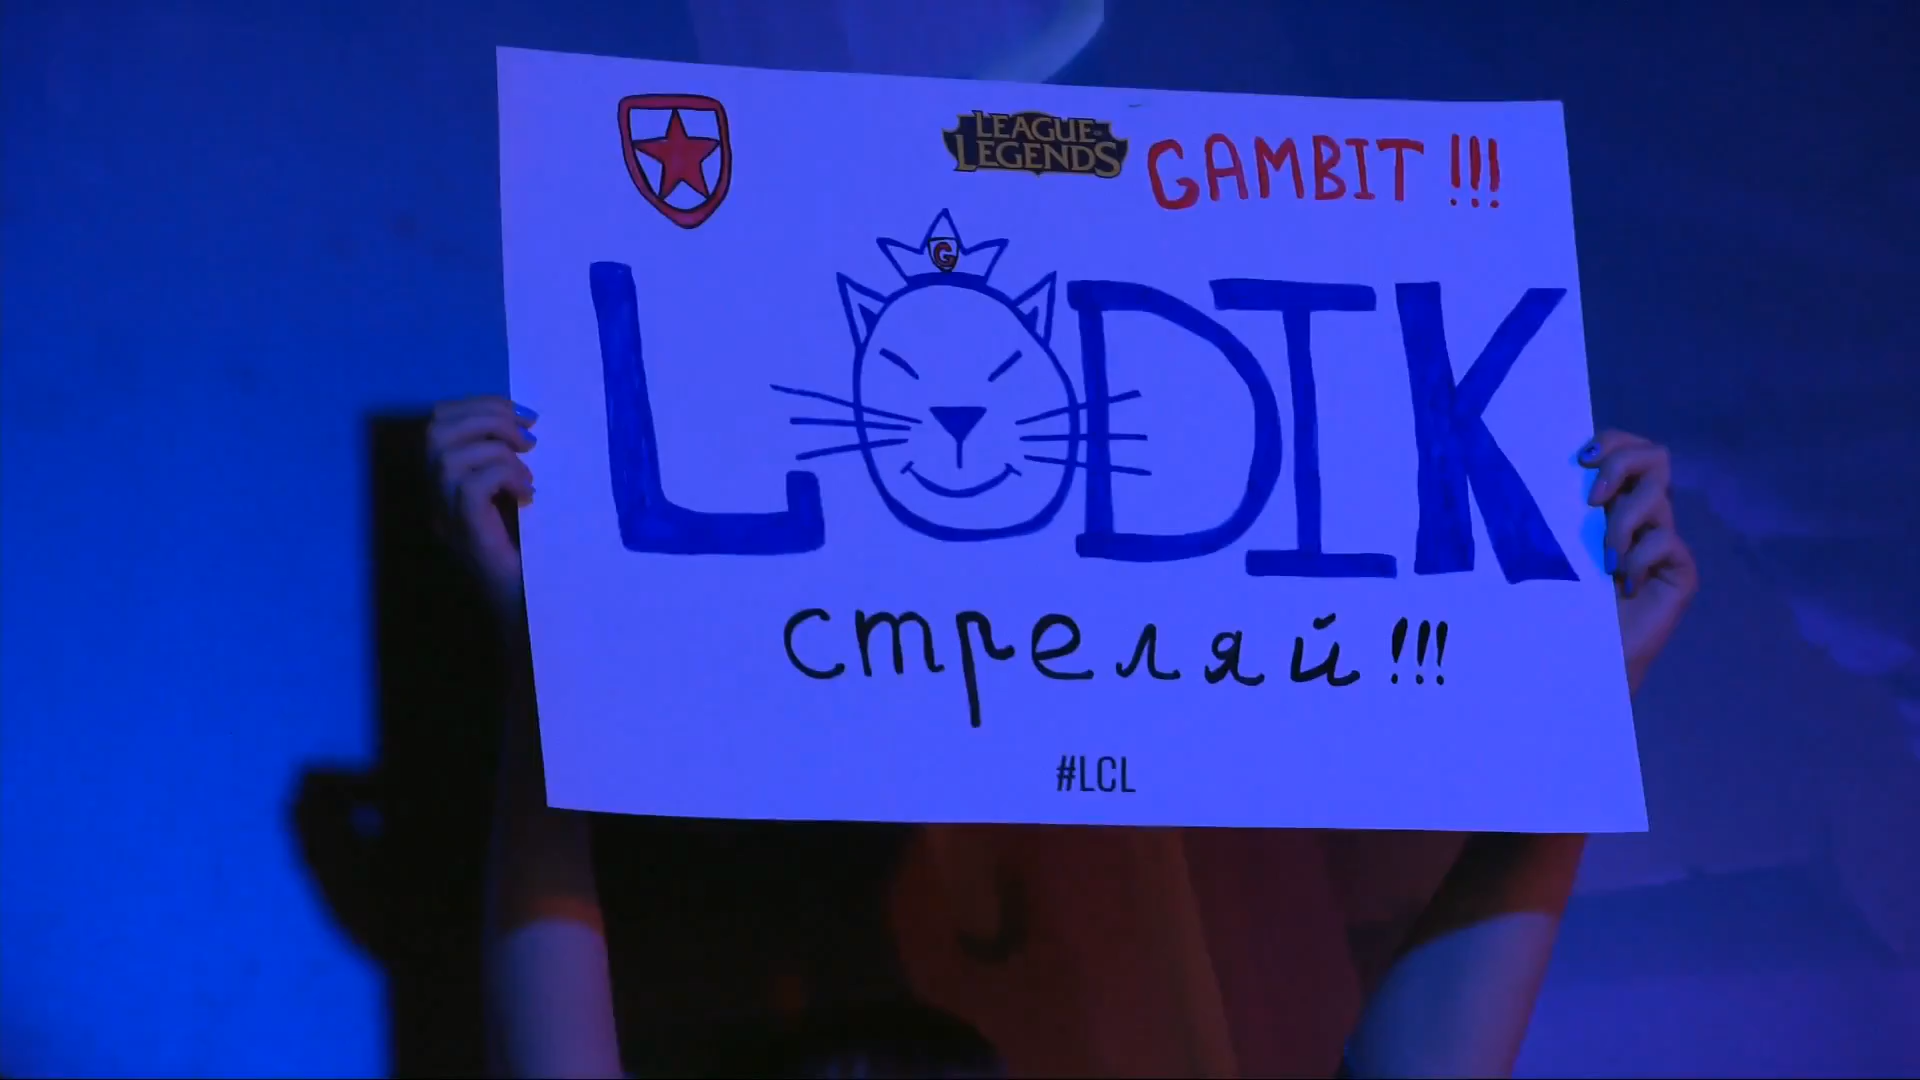 LEAGUE OF
LEGENDS
GAMBIT !!!
G
LODIK
стреляй !!!
#LCL